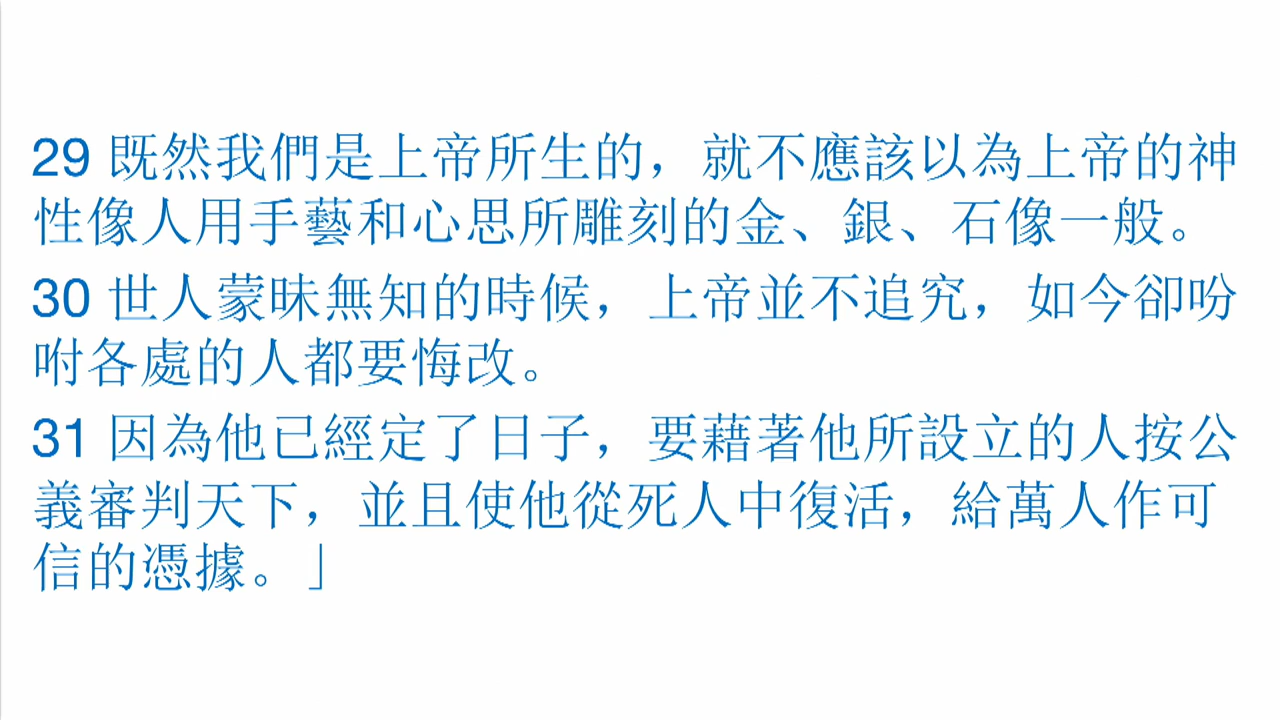 29 既然我們是上帝所生的，就不應該以為上帝的神
性像人用手藝和心思所雕刻的金、銀、石像一般。
30 世人蒙昧無知的時候，上帝並不追究，如今卻吩
咐各處的人都要悔改。
31 因為他已經定了日子，要藉著他所設立的人按公
義審判天下，並且使他從死人中復活，給萬人作可
信的憑據。」